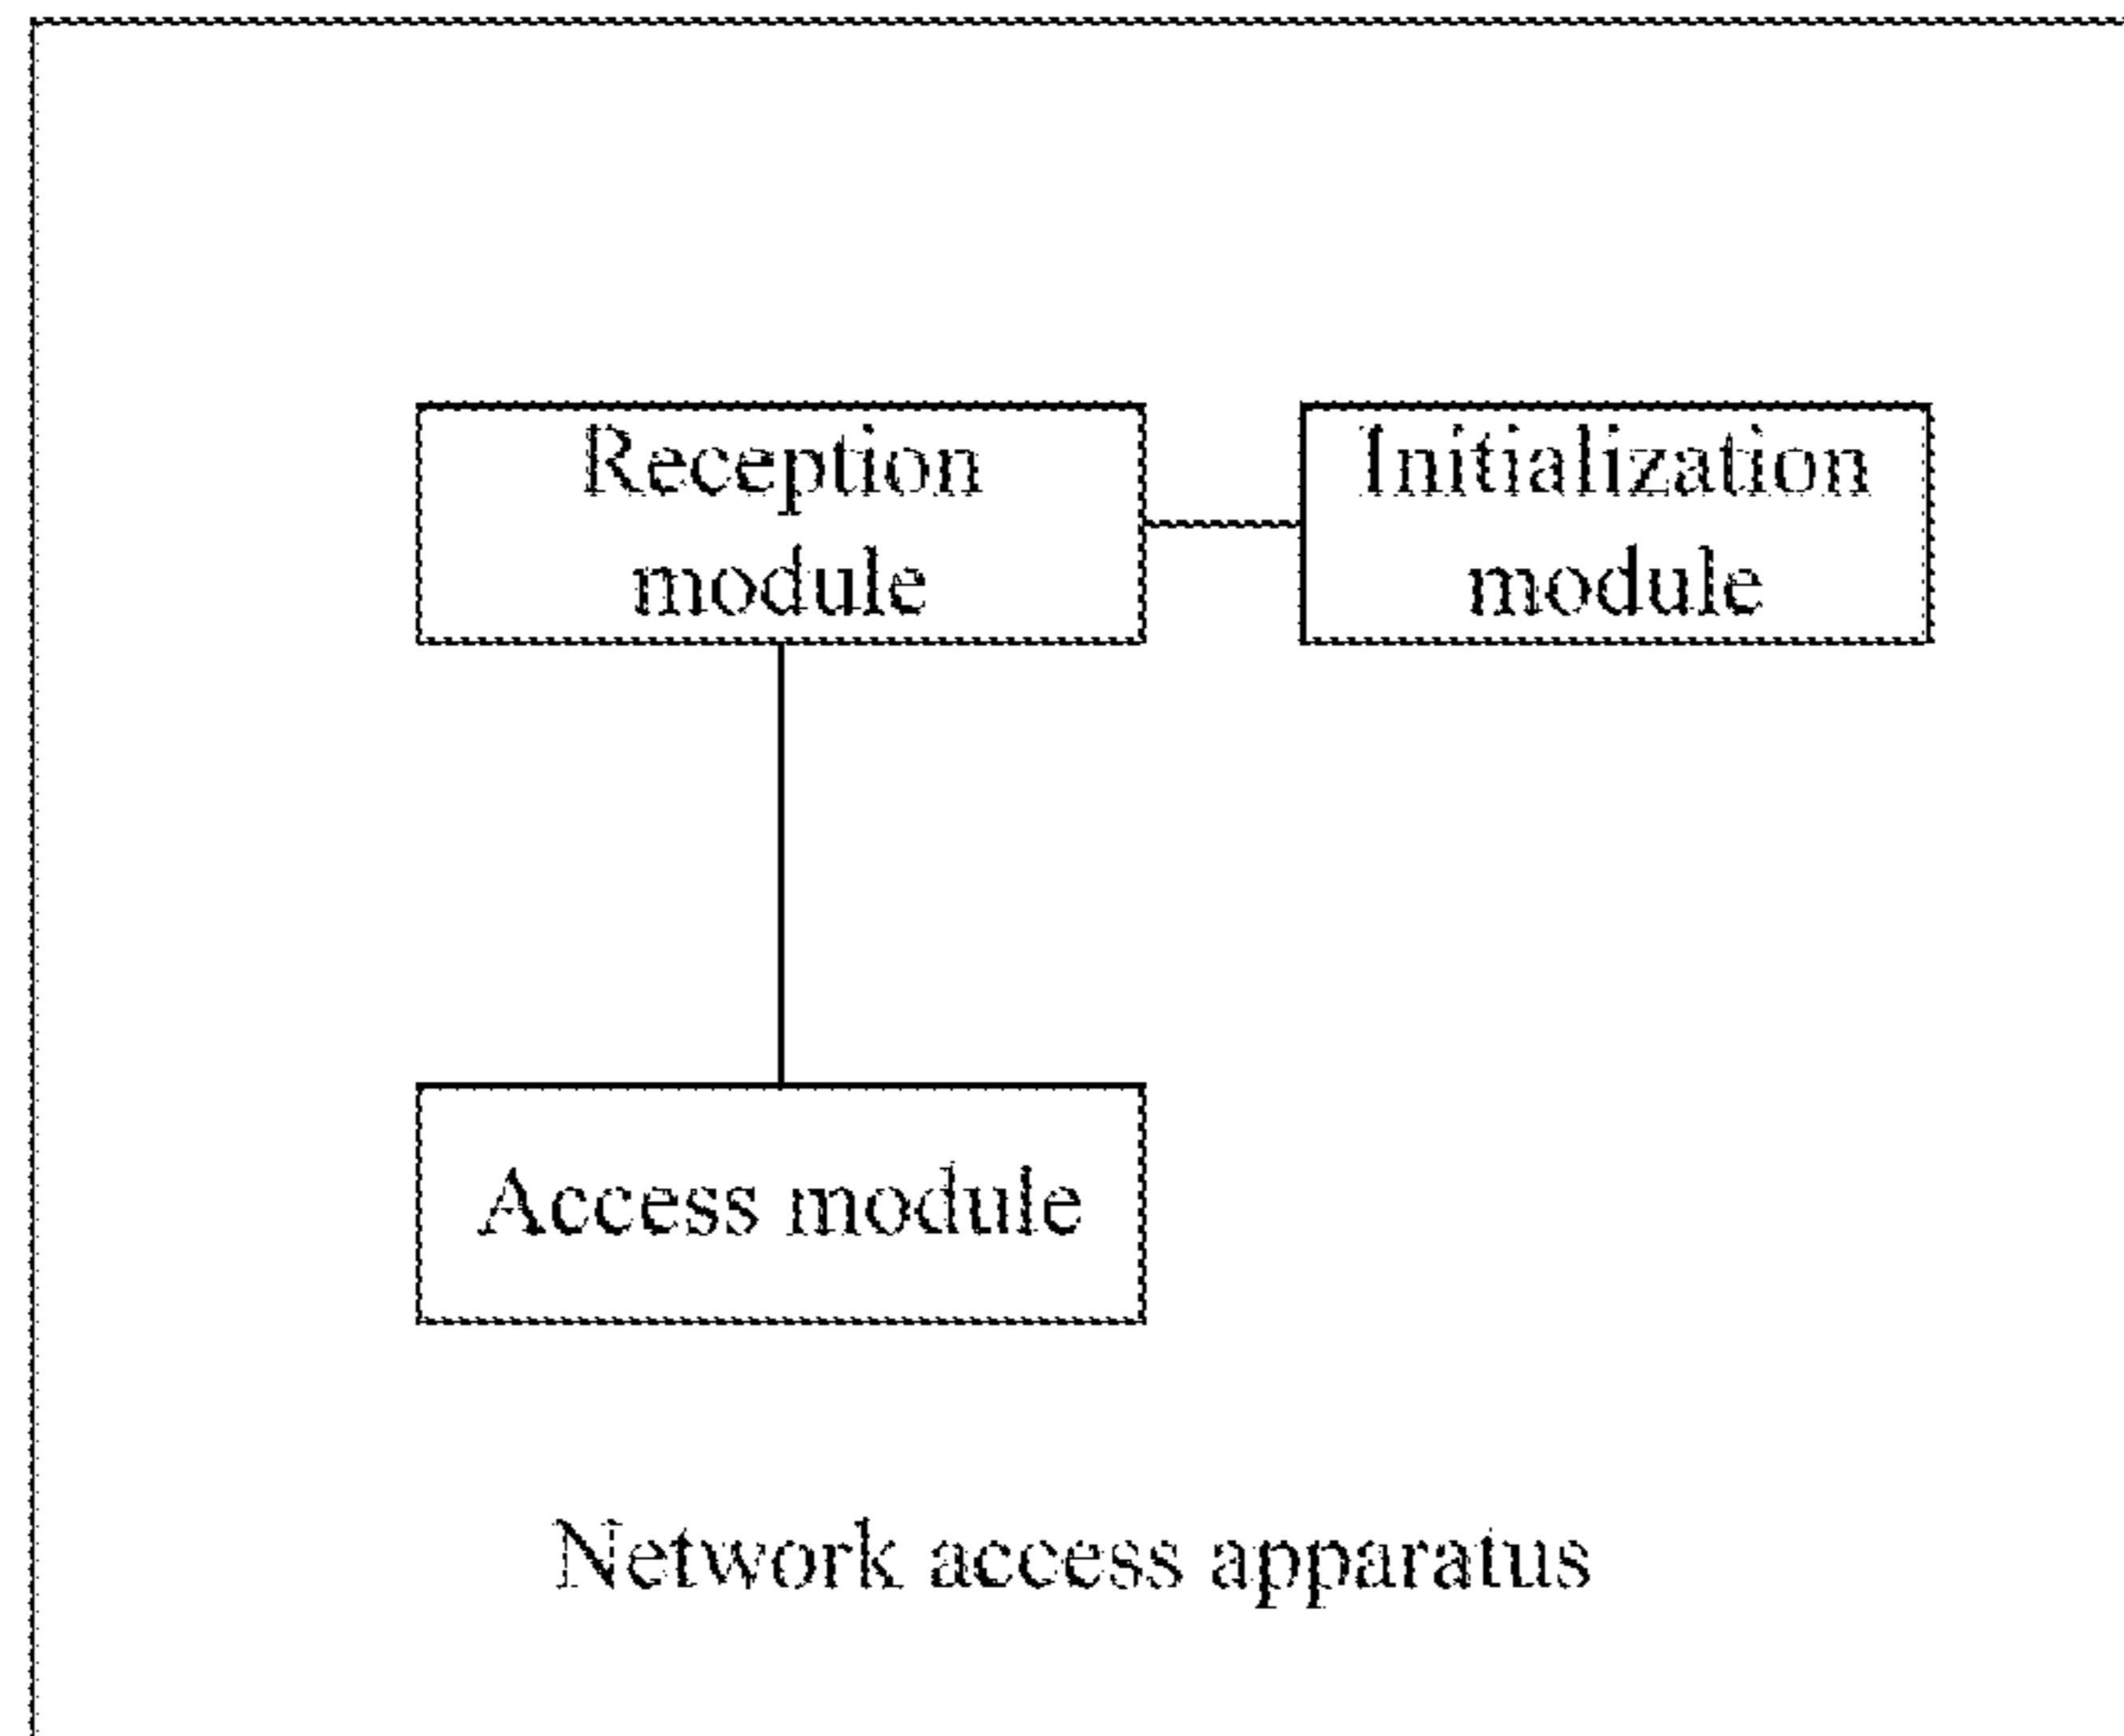 Reception
module
Initialization
module
Access module
Network access apparatus